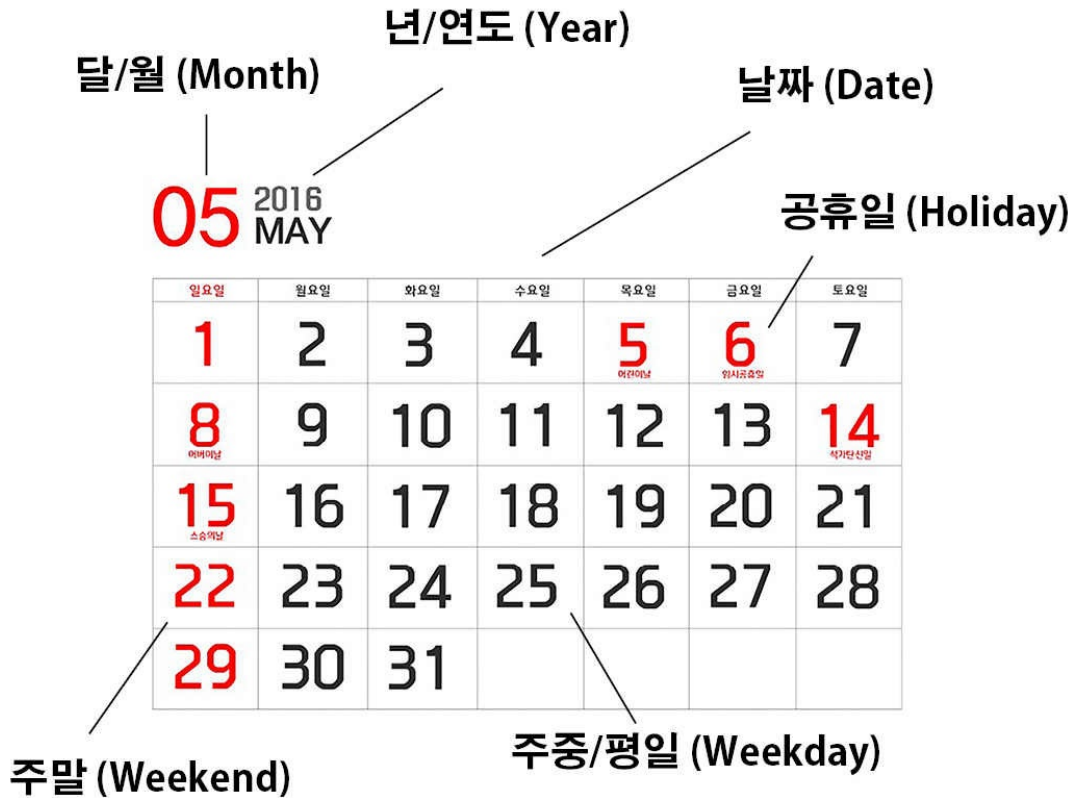 년/연도 (Year)
달/월 (Month)
날짜 (Date)
공휴일 (Holiday)
05 2016
MAY
일요일 월요일 화요일 수요일 목요일 금요일 토요일
1 2 3 4 5 6 7
어린이날 임시공휴일
8 9 10 11 12 13 14
어버이날 석가탄신일
15 16 17 18 19 20 21
스승의날
22 23 24 25 26 27 28
29 30 31
주중/평일 (Weekday)
주말 (Weekend)